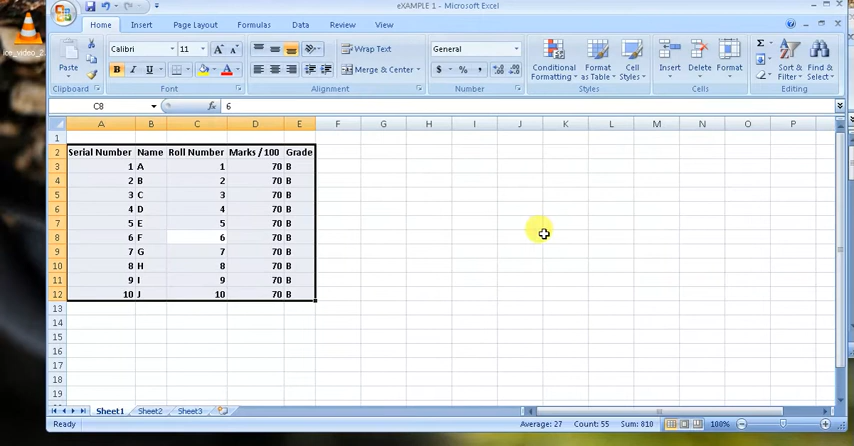 eXAMPLE 1 - Microsoft Excel
Home Insert Page Layout Formulas Data Review View
Calibri 11 Wrap Text General
Paste B I U Merge & Center $ % , Conditional Formatting Format as Table Cell Styles Insert Delete Format Sort & Filter Find & Select
Clipboard Font Alignment Number Styles Cells Editing
C8 fx 6
A B C D E F G H I J K L M N O P
1
2 Serial Number Name Roll Number Marks / 100 Grade
3 1 A 1 70 B
4 2 B 2 70 B
5 3 C 3 70 B
6 4 D 4 70 B
7 5 E 5 70 B
8 6 F 6 70 B
9 7 G 7 70 B
10 8 H 8 70 B
11 9 I 9 70 B
12 10 J 10 70 B
13
14
15
16
17
18
19
Sheet1 Sheet2 Sheet3
Ready Average: 27 Count: 55 Sum: 810 100%